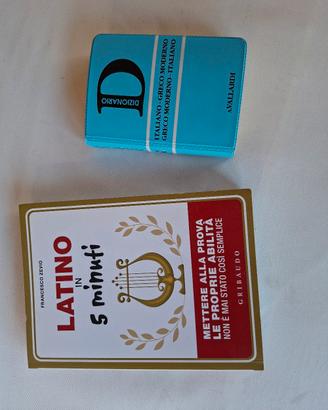 DIZIONARIO
D
ITALIANO - GRECO MODERNO
GRECO MODERNO - ITALIANO
A.VALLARDI
FRANCESCO ZEVIO
LATINO
IN
5 minuti
METTERE ALLA PROVA
LE PROPRIE ABILITÀ
NON È MAI STATO COSÌ SEMPLICE
GRIBAUDO